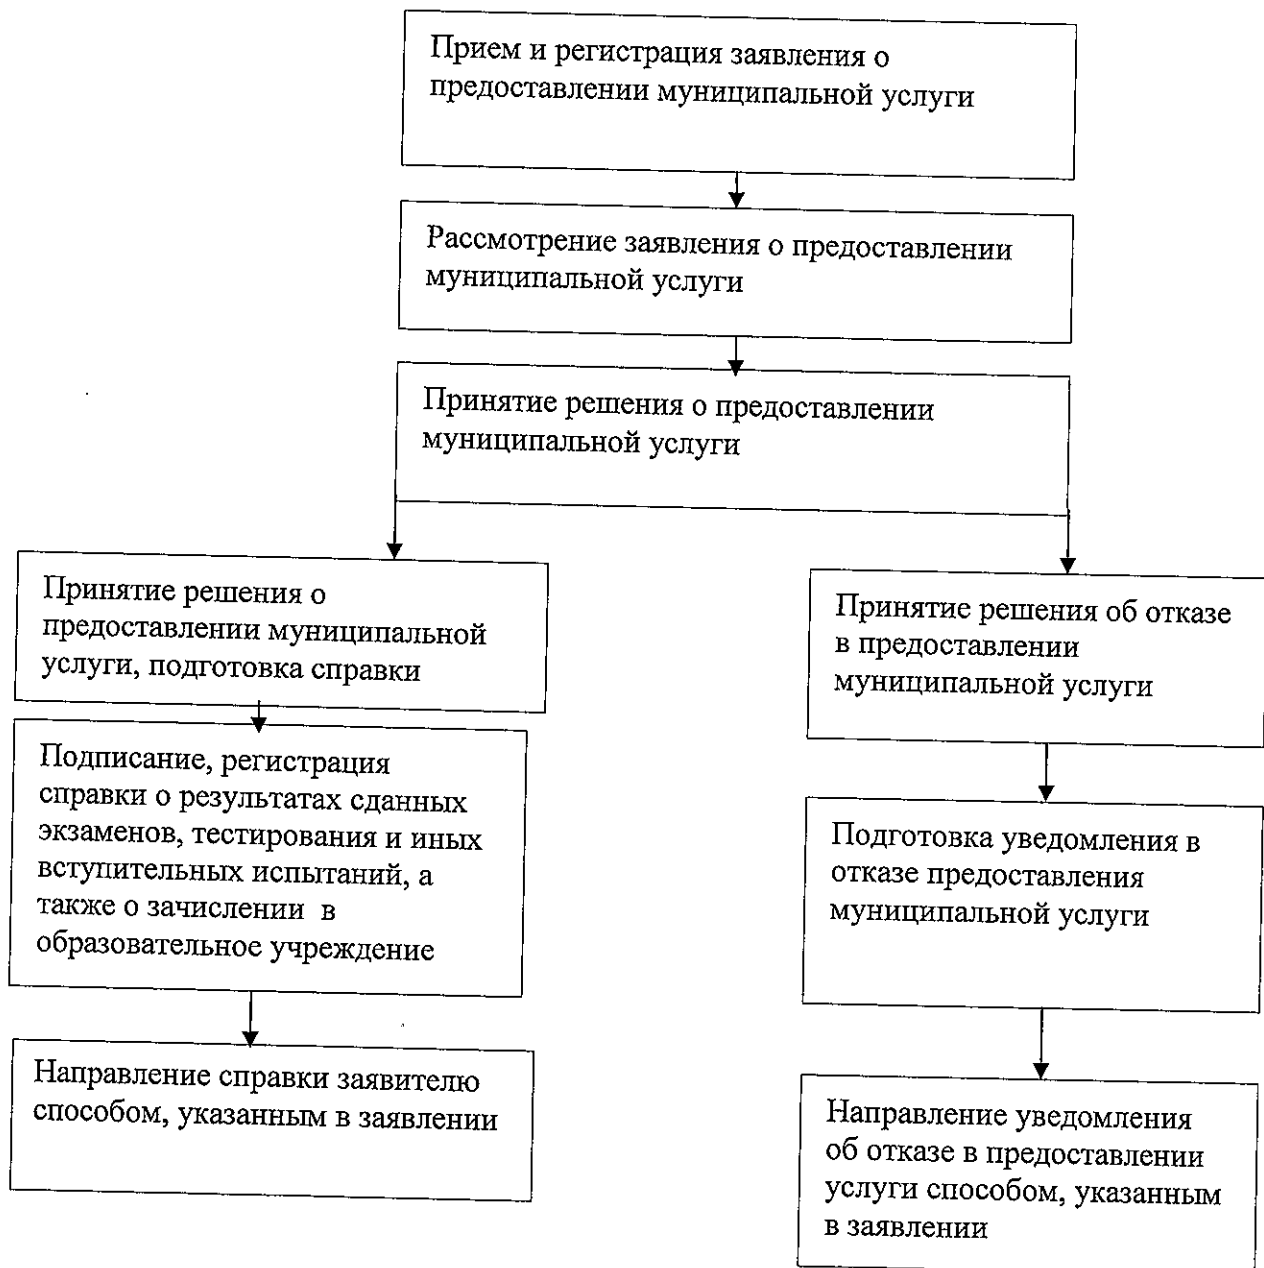 Прием и регистрация заявления о
предоставлении муниципальной услуги
Рассмотрение заявления о предоставлении
муниципальной услуги
Принятие решения о предоставлении
муниципальной услуги
Принятие решения о
предоставлении муниципальной
услуги, подготовка справки
Подписание, регистрация
справки о результатах сданных
экзаменов, тестирования и иных
вступительных испытаний, а
также о зачислении в
образовательное учреждение
Направление справки заявителю
способом, указанным в заявлении
Принятие решения об отказе
в предоставлении
муниципальной услуги
Подготовка уведомления в
отказе предоставления
муниципальной услуги
Направление уведомления
об отказе в предоставлении
услуги способом, указанным
в заявлении